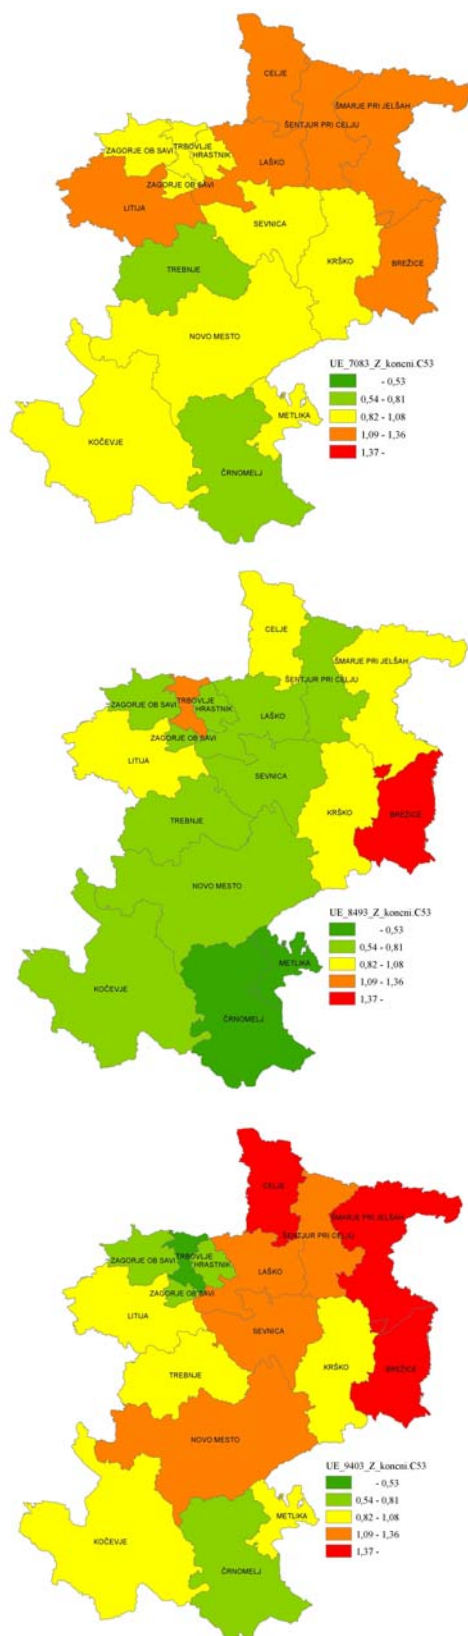 CELJE
ŠMARJE PRI JELŠAH
ŠENTJUR PRI CELJU
TRBOVLJE
ZAGORJE OB SAVI
HRASTNIK
LAŠKO
ZAGORJE OB SAVI
LITIJA
SEVNICA
KRŠKO
BREŽICE
TREBNJE
NOVO MESTO
UE_7083_Z_koncni.C53
- 0,53
0,54 - 0,81
0,82 - 1,08
1,09 - 1,36
1,37 -
METLIKA
KOČEVJE
ČRNOMELJ
CELJE
ŠMARJE PRI JELŠAH
ŠENTJUR PRI CELJU
TRBOVLJE
ZAGORJE OB SAVI
HRASTNIK
LAŠKO
ZAGORJE OB SAVI
LITIJA
SEVNICA
KRŠKO
BREŽICE
TREBNJE
NOVO MESTO
UE_8493_Z_koncni.C53
- 0,53
0,54 - 0,81
0,82 - 1,08
1,09 - 1,36
1,37 -
METLIKA
KOČEVJE
ČRNOMELJ
CELJE
ŠMARJE PRI JELŠAH
ŠENTJUR PRI CELJU
TRBOVLJE
ZAGORJE OB SAVI
HRASTNIK
LAŠKO
ZAGORJE OB SAVI
LITIJA
SEVNICA
KRŠKO
BREŽICE
TREBNJE
NOVO MESTO
UE_9403_Z_koncni.C53
- 0,53
0,54 - 0,81
0,82 - 1,08
1,09 - 1,36
1,37 -
METLIKA
KOČEVJE
ČRNOMELJ